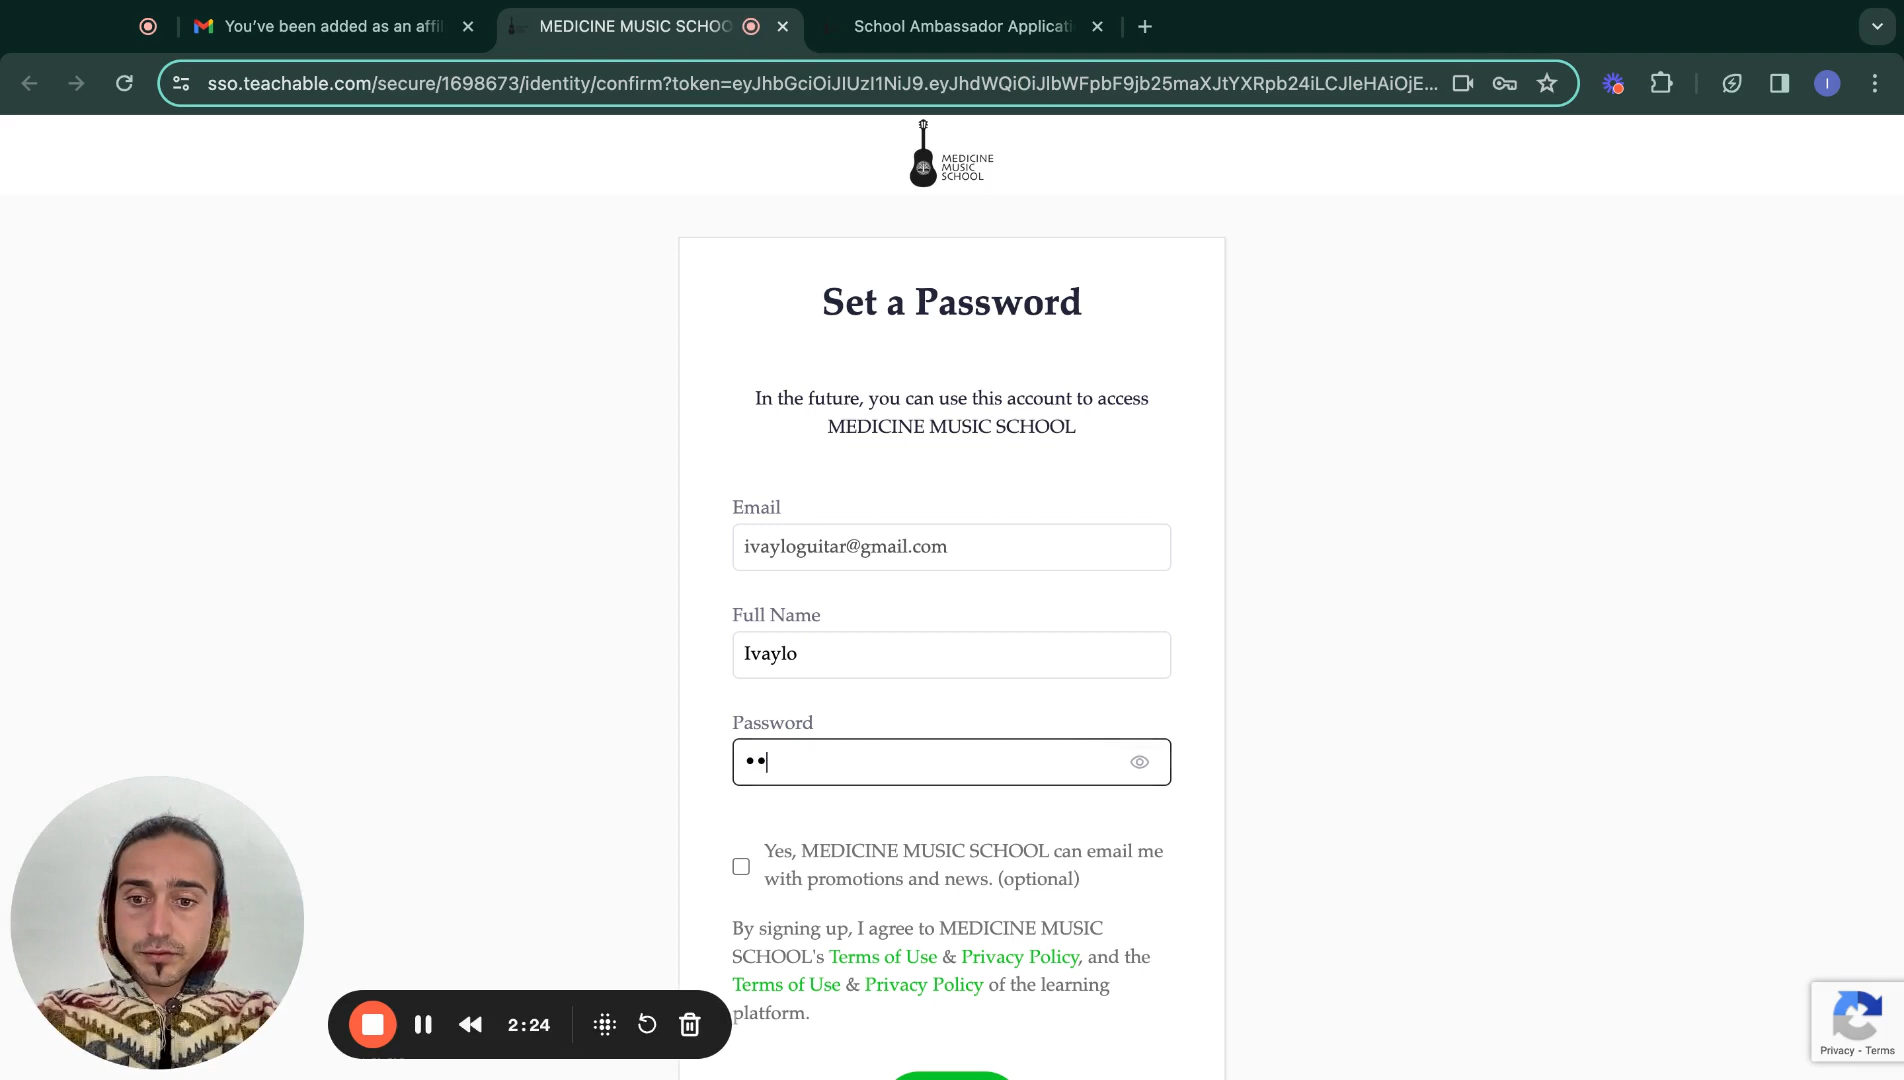 You've been added as an affil
MEDICINE MUSIC SCHOO
School Ambassador Applicati
sso.teachable.com/secure/1698673/identity/confirm?token=eyJhbGciOiJIUzI1NiJ9.eyJhdWQiOiJlbWFpbF9jb25maXJtYXRpb24iLCJleHAiOjE...
I
MEDICINE
MUSIC
SCHOOL
Set a Password
In the future, you can use this account to access
MEDICINE MUSIC SCHOOL
Email
ivayloguitar@gmail.com
Full Name
Ivaylo
Password
Yes, MEDICINE MUSIC SCHOOL can email me
with promotions and news. (optional)
By signing up, I agree to MEDICINE MUSIC
SCHOOL's Terms of Use & Privacy Policy, and the
Terms of Use & Privacy Policy of the learning
platform.
2:24
Privacy - Terms